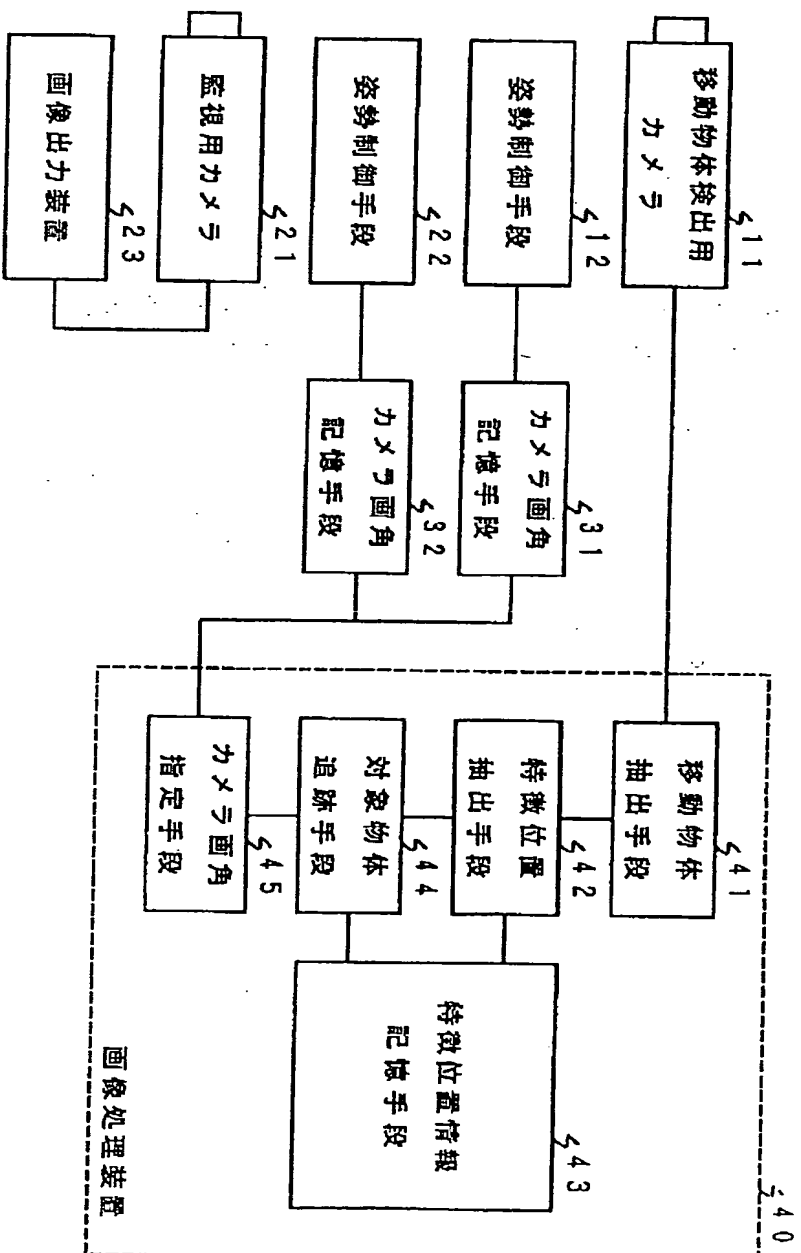 移動物体検出用
カメラ
11
姿勢制御手段
12
姿勢制御手段
22
監視用カメラ
21
画像出力装置
23
カメラ画角
記憶手段
31
カメラ画角
記憶手段
32
移動物体
抽出手段
41
特徴位置
抽出手段
42
対象物体
追跡手段
44
カメラ画角
指定手段
45
特徴位置情報
記憶手段
43
画像処理装置
40